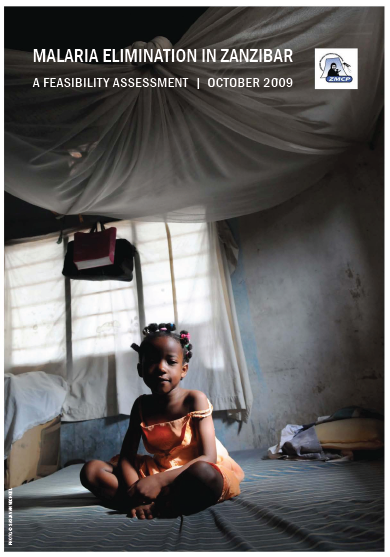 MALARIA ELIMINATION IN ZANZIBAR
A FEASIBILITY ASSESSMENT | OCTOBER 2009
ZMCP